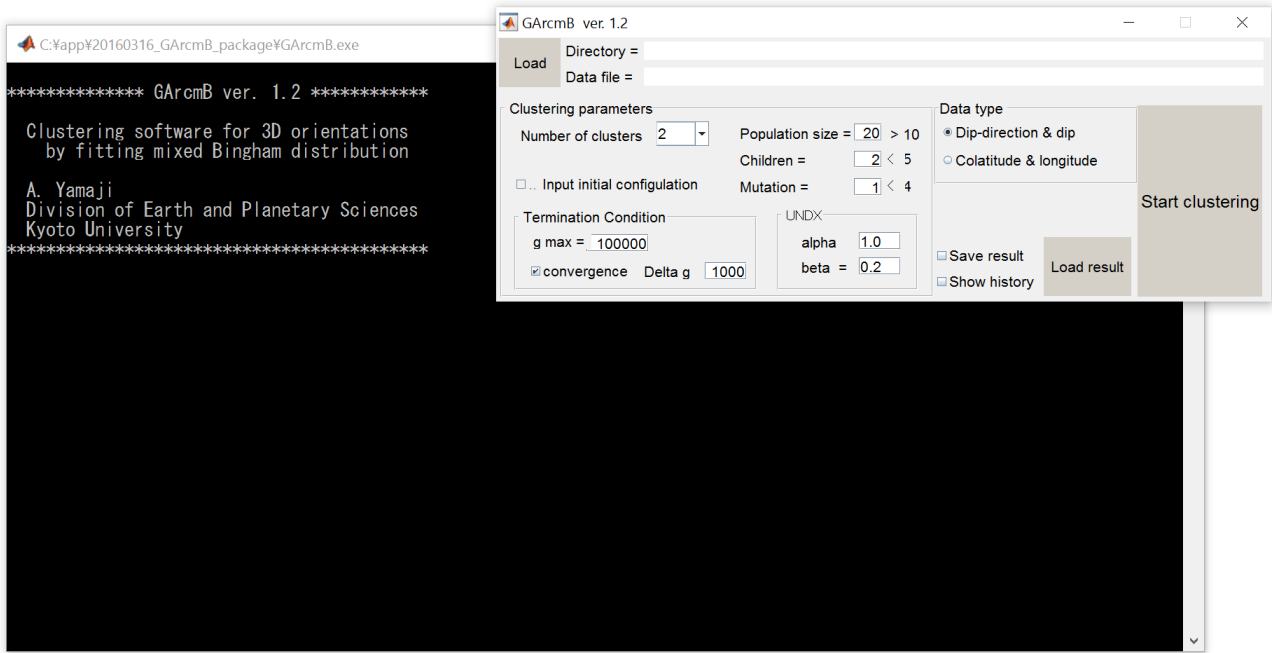 C:¥app¥20160316_GArcmB_package¥GArcmB.exe
************** GArcmB ver. 1.2 ************
Clustering software for 3D orientations
by fitting mixed Bingham distribution
A. Yamaji
Division of Earth and Planetary Sciences
Kyoto University
*******************************************
GArcmB ver. 1.2
Load
Directory =
Data file =
Clustering parameters
Number of clusters 2
Population size = 20 > 10
Children = 2 < 5
.. Input initial configulation
Mutation = 1 < 4
Termination Condition
g max = 100000
convergence Delta g 1000
UNDX
alpha 1.0
beta = 0.2
Data type
Dip-direction & dip
Colatitude & longitude
Save result
Show history
Load result
Start clustering